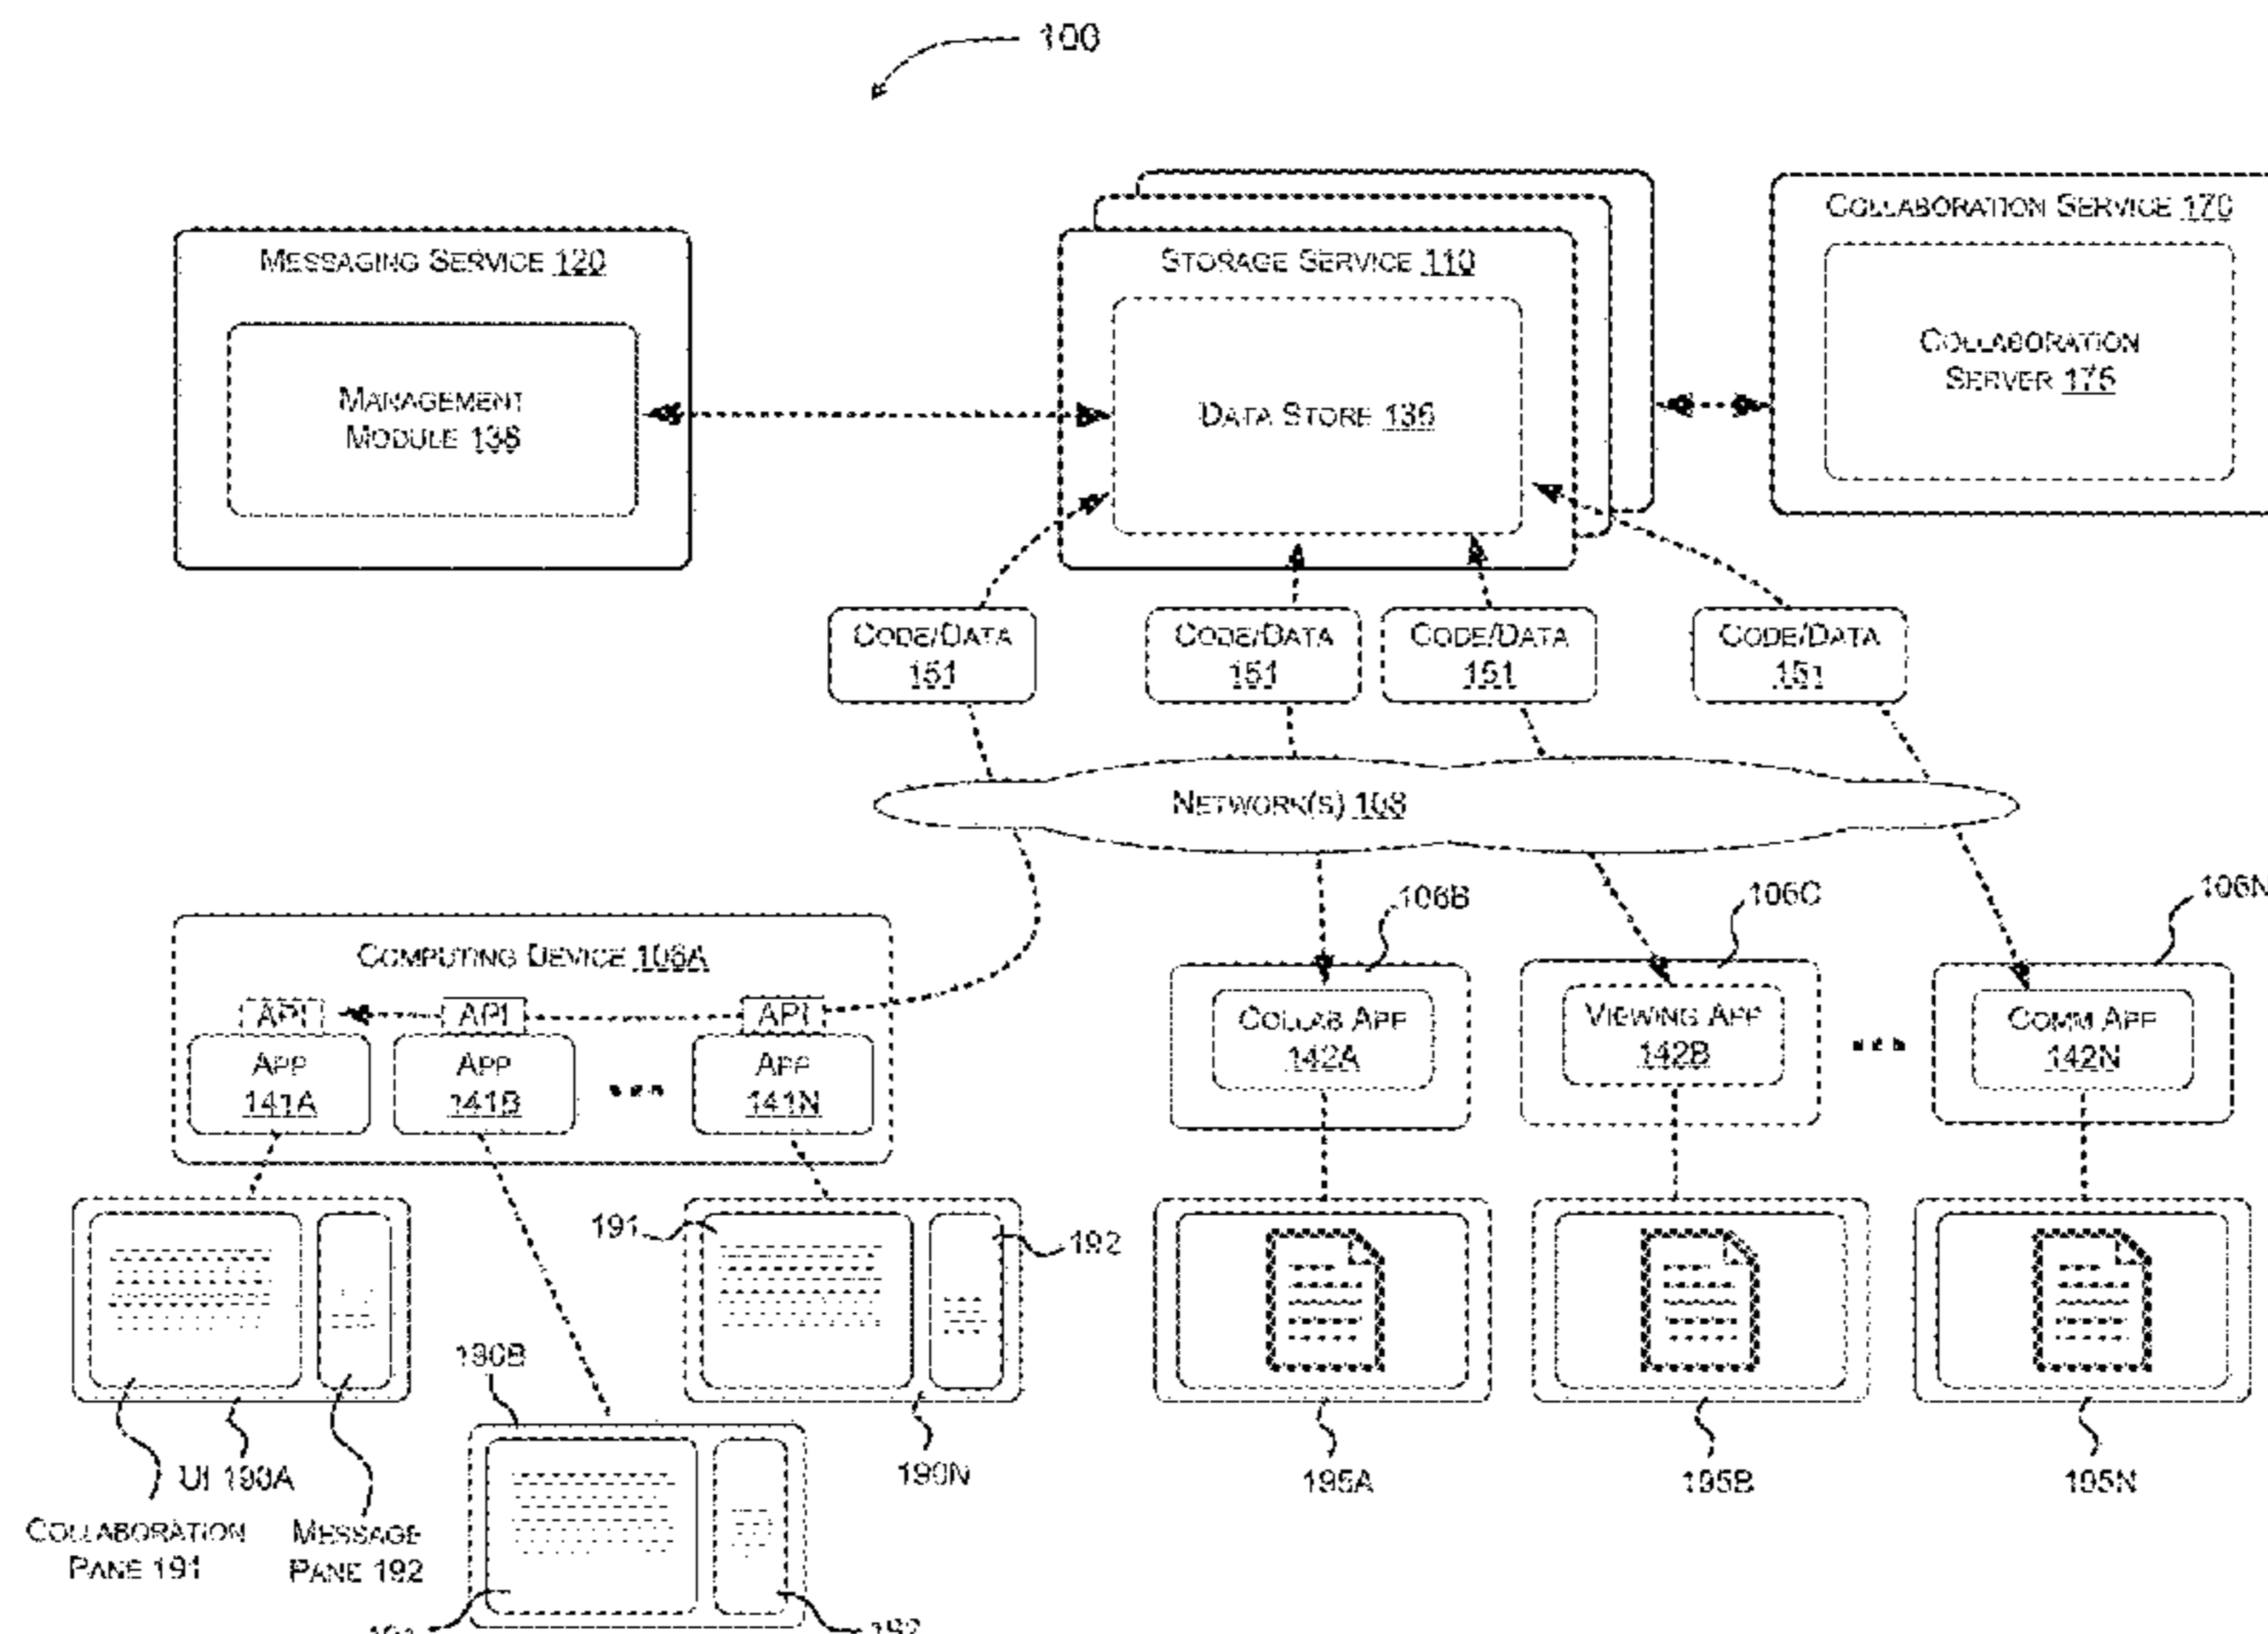 100
COLLABORATION SERVICE 170
MESSAGING SERVICE 120
STORAGE SERVICE 110
COLLABORATION
SERVER 175
MANAGEMENT
MODULE 138
DATA STORE 136
CODE/DATA
151
CODE/DATA
151
CODE/DATA
151
CODE/DATA
151
NETWORK(S) 108
106B
106C
106N
COMPUTING DEVICE 106A
API
API
API
APP
141A
APP
141B
APP
141N
COLLAB APP
142A
VIEWING APP
142B
COMM APP
142N
191
192
190B
UI 190A
190N
195A
195B
195N
COLLABORATION
PANE 191
MESSAGE
PANE 192